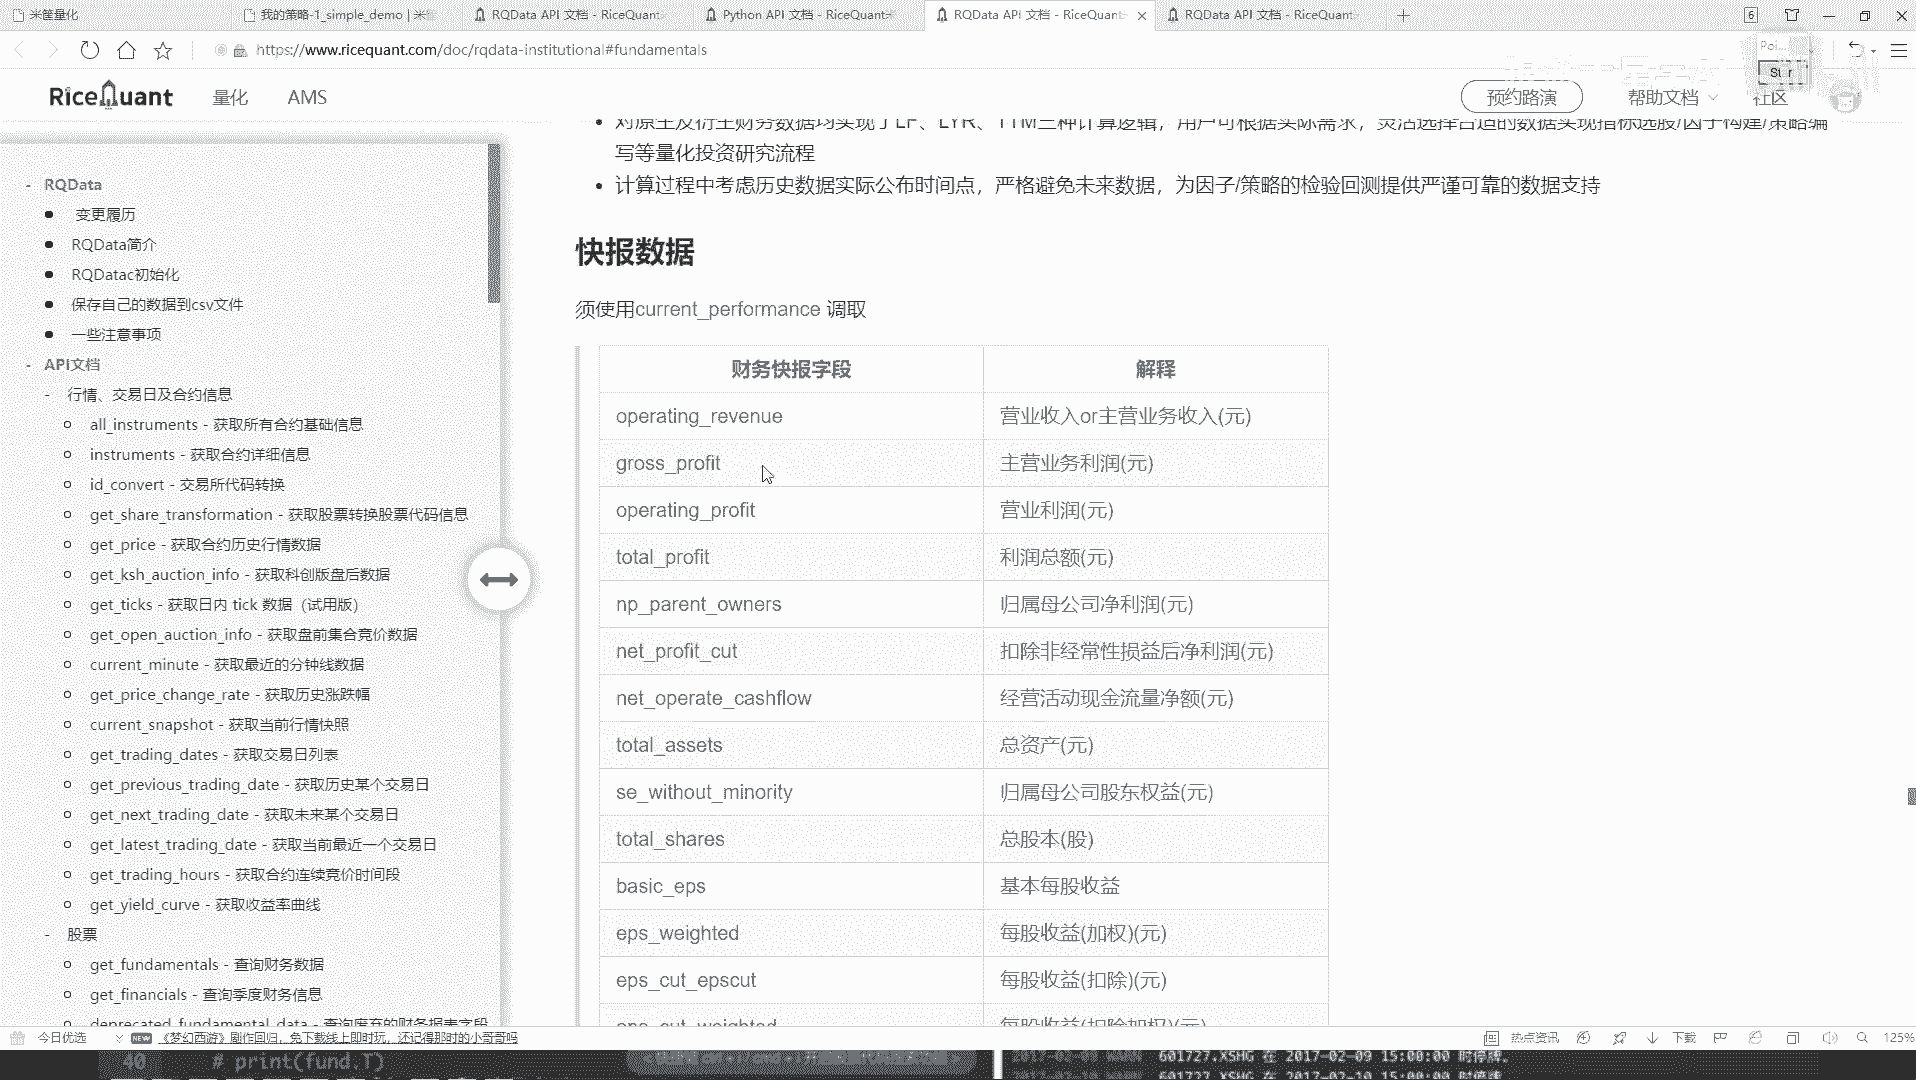 米筐量化
我的策略-1_simple_demo | 米筐
RQData API 文档 - RiceQuant
Python API 文档 - RiceQuant
RQData API 文档 - RiceQuant
RQData API 文档 - RiceQuant
6
https://www.ricequant.com/doc/rqdata-institutional#fundamentals
RiceQuant
量化
AMS
预约路演
帮助文档
社区
- RQData
变更履历
RQData简介
RQDatac初始化
保存自己的数据到csv文件
一些注意事项
- API文档
- 行情、交易日及合约信息
all_instruments - 获取所有合约基础信息
instruments - 获取合约详细信息
id_convert - 交易所代码转换
get_share_transformation - 获取股票转换股票代码信息
get_price - 获取合约历史行情数据
get_ksh_auction_info - 获取科创版盘后数据
get_ticks - 获取日内 tick 数据（试用版）
get_open_auction_info - 获取盘前集合竞价数据
current_minute - 获取最近的分钟线数据
get_price_change_rate - 获取历史涨跌幅
current_snapshot - 获取当前行情快照
get_trading_dates - 获取交易日列表
get_previous_trading_date - 获取历史某个交易日
get_next_trading_date - 获取未来某个交易日
get_latest_trading_date - 获取当前最近一个交易日
get_trading_hours - 获取合约连续竞价时间段
get_yield_curve - 获取收益率曲线
- 股票
get_fundamentals - 查询财务数据
get_financials - 查询季度财务信息
deprecated_fundamental_data - 查询废弃的财务报表字段
对原生及衍生财务数据均实现了LF、LYR、TTM三种计算逻辑，用户可根据实际需求，灵活选择合适的数据实现指标选股/因子构建/策略编
写等量化投资研究流程
计算过程中考虑历史数据实际公布时间点，严格避免未来数据，为因子/策略的检验回测提供严谨可靠的数据支持
快报数据
须使用current_performance 调取
财务快报字段 解释
operating_revenue 营业收入or主营业务收入(元)
gross_profit 主营业务利润(元)
operating_profit 营业利润(元)
total_profit 利润总额(元)
np_parent_owners 归属母公司净利润(元)
net_profit_cut 扣除非经常性损益后净利润(元)
net_operate_cashflow 经营活动现金流量净额(元)
total_assets 总资产(元)
se_without_minority 归属母公司股东权益(元)
total_shares 总股本(股)
basic_eps 基本每股收益
eps_weighted 每股收益(加权)(元)
eps_cut_epscut 每股收益(扣除)(元)
eps_cut_weighted 每股收益(扣除加权)(元)
今日优选
NEW 《梦幻西游》剧作回归，免下载线上即时玩，还记得那时的小哥哥吗
热点资讯
下载
125%
40 # print(fund.T)
2017-02-09 WARN 601727.XSHG 在 2017-02-09 15:00:00 时停牌。
2017-02-10 WARN 601727.XSHG 在 2017-02-10 15:00:00 时停牌。